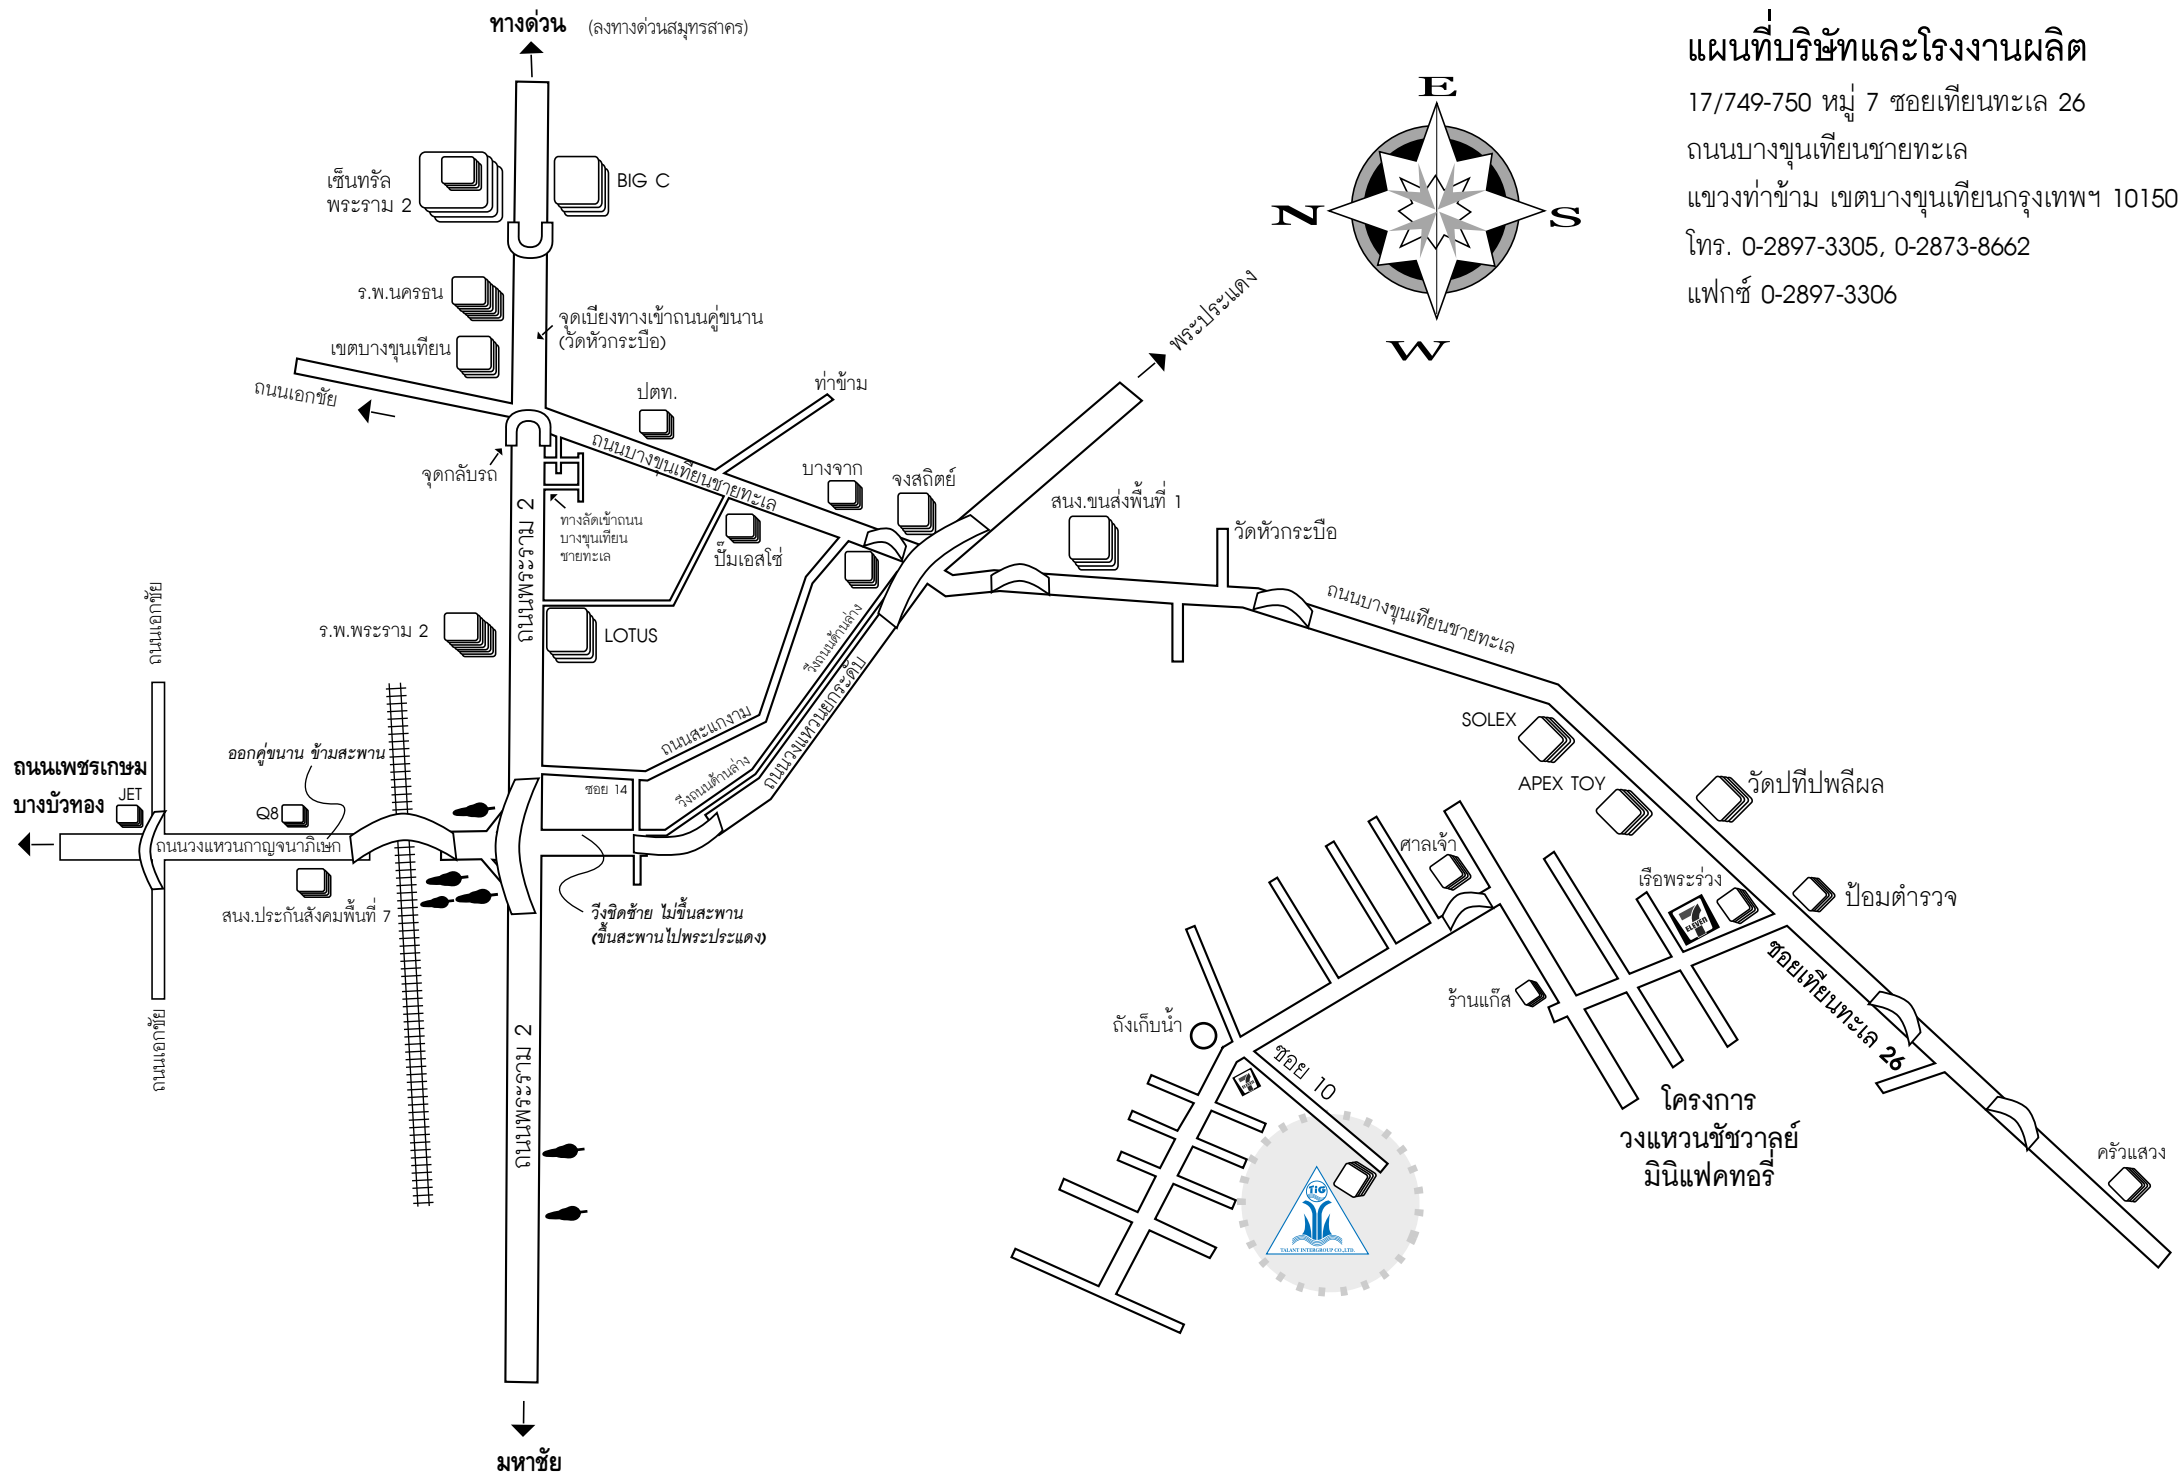 ทางด่วน (ลงทางด่วนสมุทรสาคร)
แผนที่บริษัทและโรงงานผลิต
17/749-750 หมู่ 7 ซอยเทียนทะเล 26
ถนนบางขุนเทียนชายทะเล
แขวงท่าข้าม เขตบางขุนเทียนกรุงเทพฯ 10150
โทร. 0-2897-3305, 0-2873-8662
แฟกซ์ 0-2897-3306
E
N
S
W
เซ็นทรัล
พระราม 2
BIG C
ร.พ.นครธน
จุดเบี่ยงทางเข้าถนนคู่ขนาน
(วัดหัวกระบือ)
เขตบางขุนเทียน
ถนนเอกชัย
ปตท.
ท่าข้าม
พระประแดง
ถนนบางขุนเทียนชายทะเล
จุดกลับรถ
บางจาก
จงสถิตย์
สนง.ขนส่งพื้นที่ 1
วัดหัวกระบือ
ทางลัดเข้าถนน
บางขุนเทียน
ชายทะเล
ปั๊มเอสโซ่
ถนนพระราม 2
ถนนบางขุนเทียนชายทะเล
ร.พ.พระราม 2
LOTUS
ถนนเอกชัย
วิ่งถนนด้านล่าง
ถนนวงแหวนยกระดับ
ถนนสะแกงาม
วิ่งถนนด้านล่าง
ซอย 14
ออกคู่ขนาน ข้ามสะพาน
ถนนเพชรเกษม
บางบัวทอง
JET
Q8
ถนนวงแหวนกาญจนาภิเษก
สนง.ประกันสังคมพื้นที่ 7
วิ่งชิดซ้าย ไม่ขึ้นสะพาน
(ขึ้นสะพานไปพระประแดง)
ถนนเอกชัย
ถนนพระราม 2
มหาชัย
SOLEX
APEX TOY
วัดปทีปพลีผล
ศาลเจ้า
เรือพระร่วง
7
ELEVEN
ป้อมตำรวจ
ซอยเทียนทะเล 26
ร้านแก๊ส
ถังเก็บน้ำ
ซอย 10
7
โครงการ
วงแหวนชัชวาลย์
มินิแฟคทอรี่
ครัวแสวง
TIG
TALANT INTERGROUP CO.,LTD.